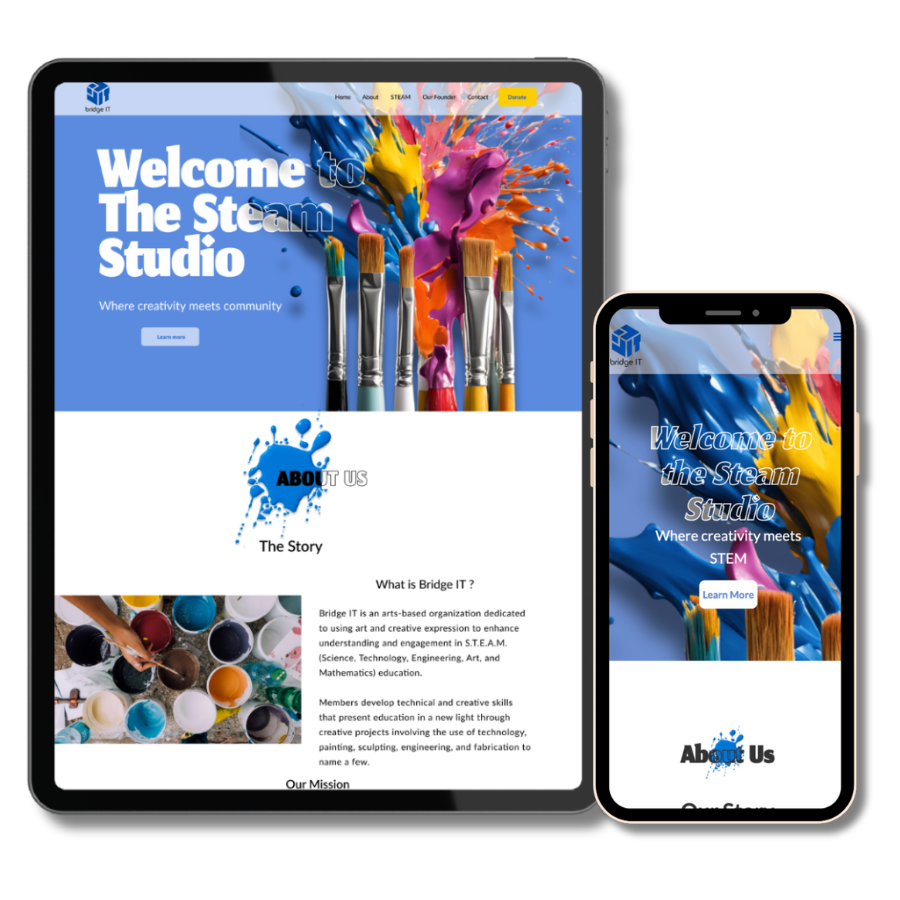 bridge IT
Home About STEAM Our Founder Contact Donate
Welcome to
The Steam
Studio
Where creativity meets community
Learn more
ABOUT US
The Story
What is Bridge IT ?
Bridge IT is an arts-based organization dedicated
to using art and creative expression to enhance
understanding and engagement in S.T.E.A.M.
(Science, Technology, Engineering, Art, and
Mathematics) education.
Members develop technical and creative skills
that present education in a new light through
creative projects involving the use of technology,
painting, sculpting, engineering, and fabrication to
name a few.
Our Mission
bridge IT
Welcome to
the Steam
Studio
Where creativity meets
STEM
Learn More
About Us
Our Story